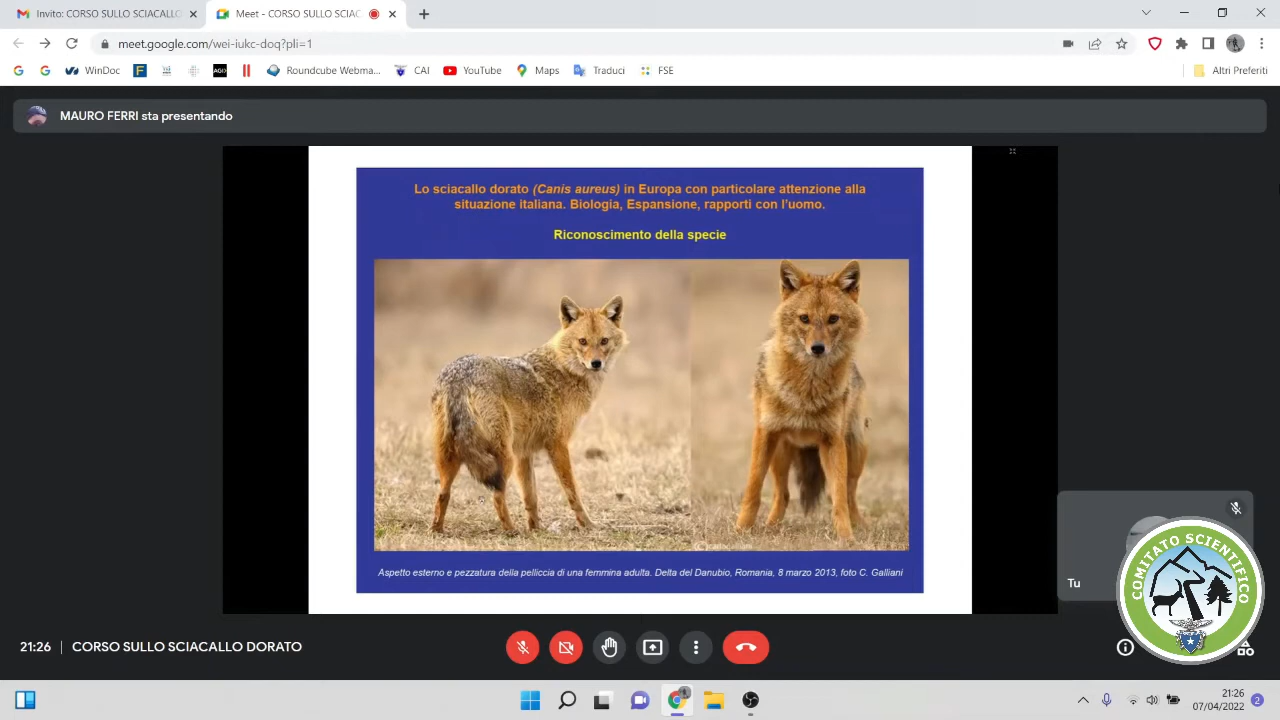 Invito: CORSO SULLO SCIACALLO
Meet - CORSO SULLO SCIAC
meet.google.com/wei-iukc-doq?pli=1
WinDoc
Roundcube Webma...
CAI
YouTube
Maps
Traduci
FSE
Altri Preferiti
MAURO FERRI sta presentando
Lo sciacallo dorato (Canis aureus) in Europa con particolare attenzione alla
situazione italiana. Biologia, Espansione, rapporti con l'uomo.
Riconoscimento della specie
Aspetto esterno e pezzatura della pelliccia di una femmina adulta. Delta del Danubio, Romania, 8 marzo 2013, foto C. Galliani
Tu
COMITATO SCIENTIFICO
21:26
CORSO SULLO SCIACALLO DORATO
21:26
07/04/2022
2